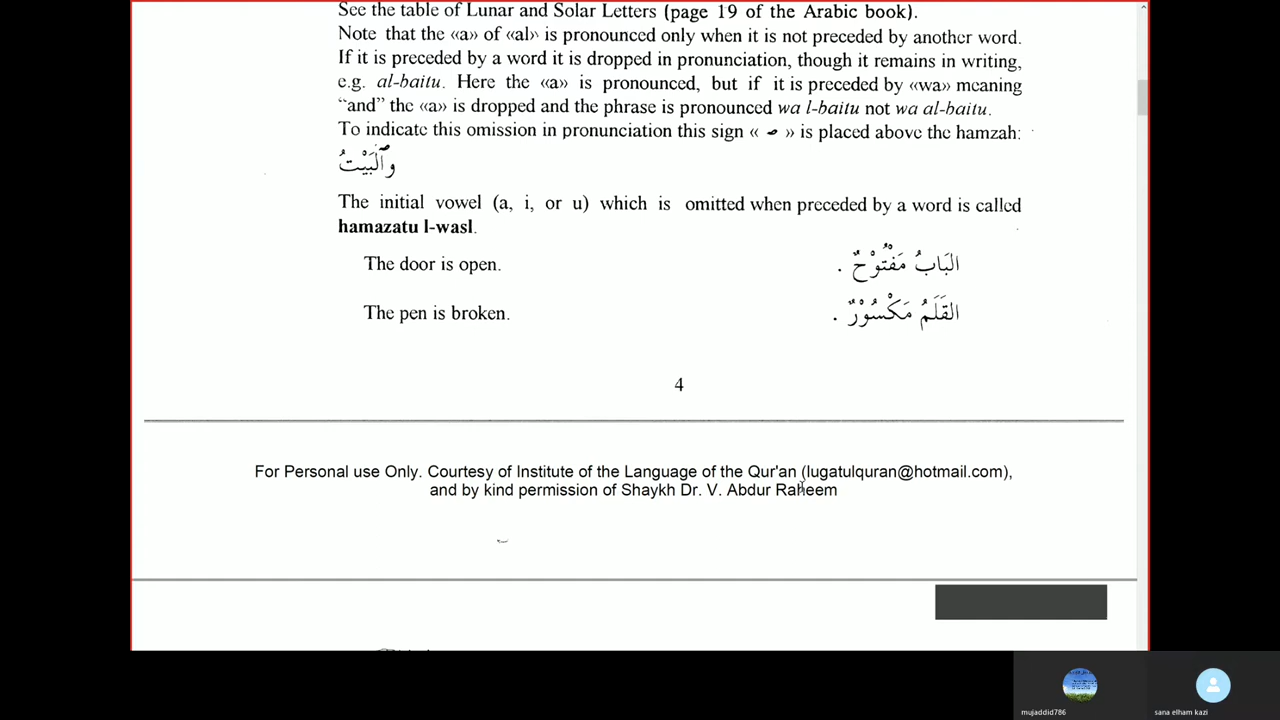 See the table of Lunar and Solar Letters (page 19 of the Arabic book).
Note that the «a» of «al» is pronounced only when it is not preceded by another word.
If it is preceded by a word it is dropped in pronunciation, though it remains in writing,
e.g. al-baitu. Here the «a» is pronounced, but if it is preceded by «wa» meaning
“and” the «a» is dropped and the phrase is pronounced wa l-baitu not wa al-baitu.
To indicate this omission in pronunciation this sign « ـصـ » is placed above the hamzah:
وٱلْبَيْتُ
The initial vowel (a, i, or u) which is omitted when preceded by a word is called
hamazatu l-wasl.
The door is open. البَابُ مَفْتُوْحٌ .
The pen is broken. القَلَمُ مَكْسُوْرٌ .
4
For Personal use Only. Courtesy of Institute of the Language of the Qur'an (lugatulquran@hotmail.com),
and by kind permission of Shaykh Dr. V. Abdur Raheem
mujaddid786
sana elham kazi